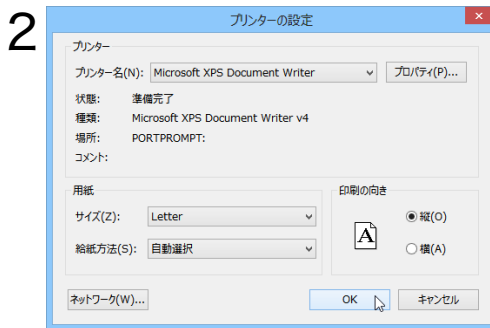 2
プリンターの設定
プリンター
プリンター名(N): Microsoft XPS Document Writer プロパティ(P)...
状態: 準備完了
種類: Microsoft XPS Document Writer v4
場所: PORTPROMPT:
コメント:
用紙
サイズ(Z): Letter
給紙方法(S): 自動選択
印刷の向き
A
縦(O)
横(A)
ネットワーク(W)... OK キャンセル